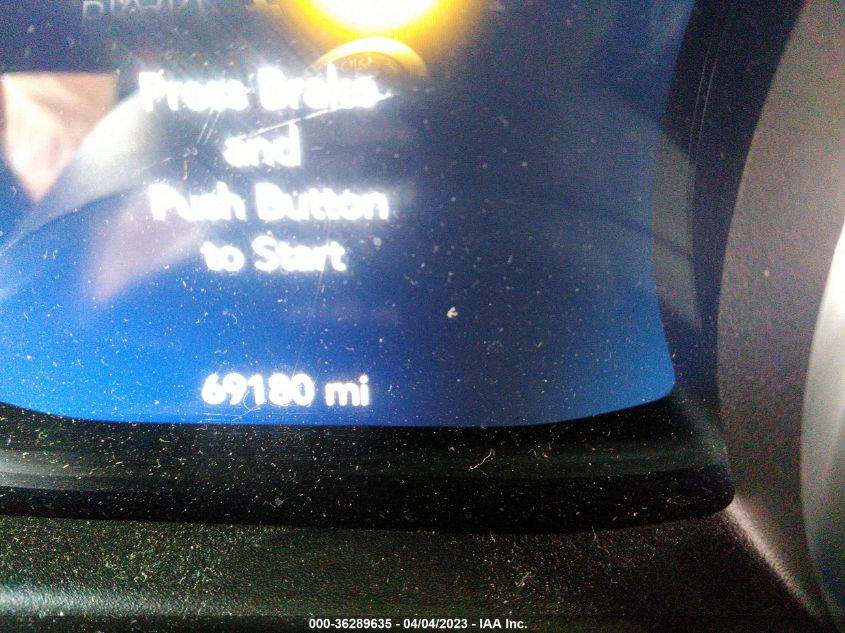 Press Brake
and
Push Button
to Start
69180 mi
000-36289635 - 04/04/2023 - IAA Inc.